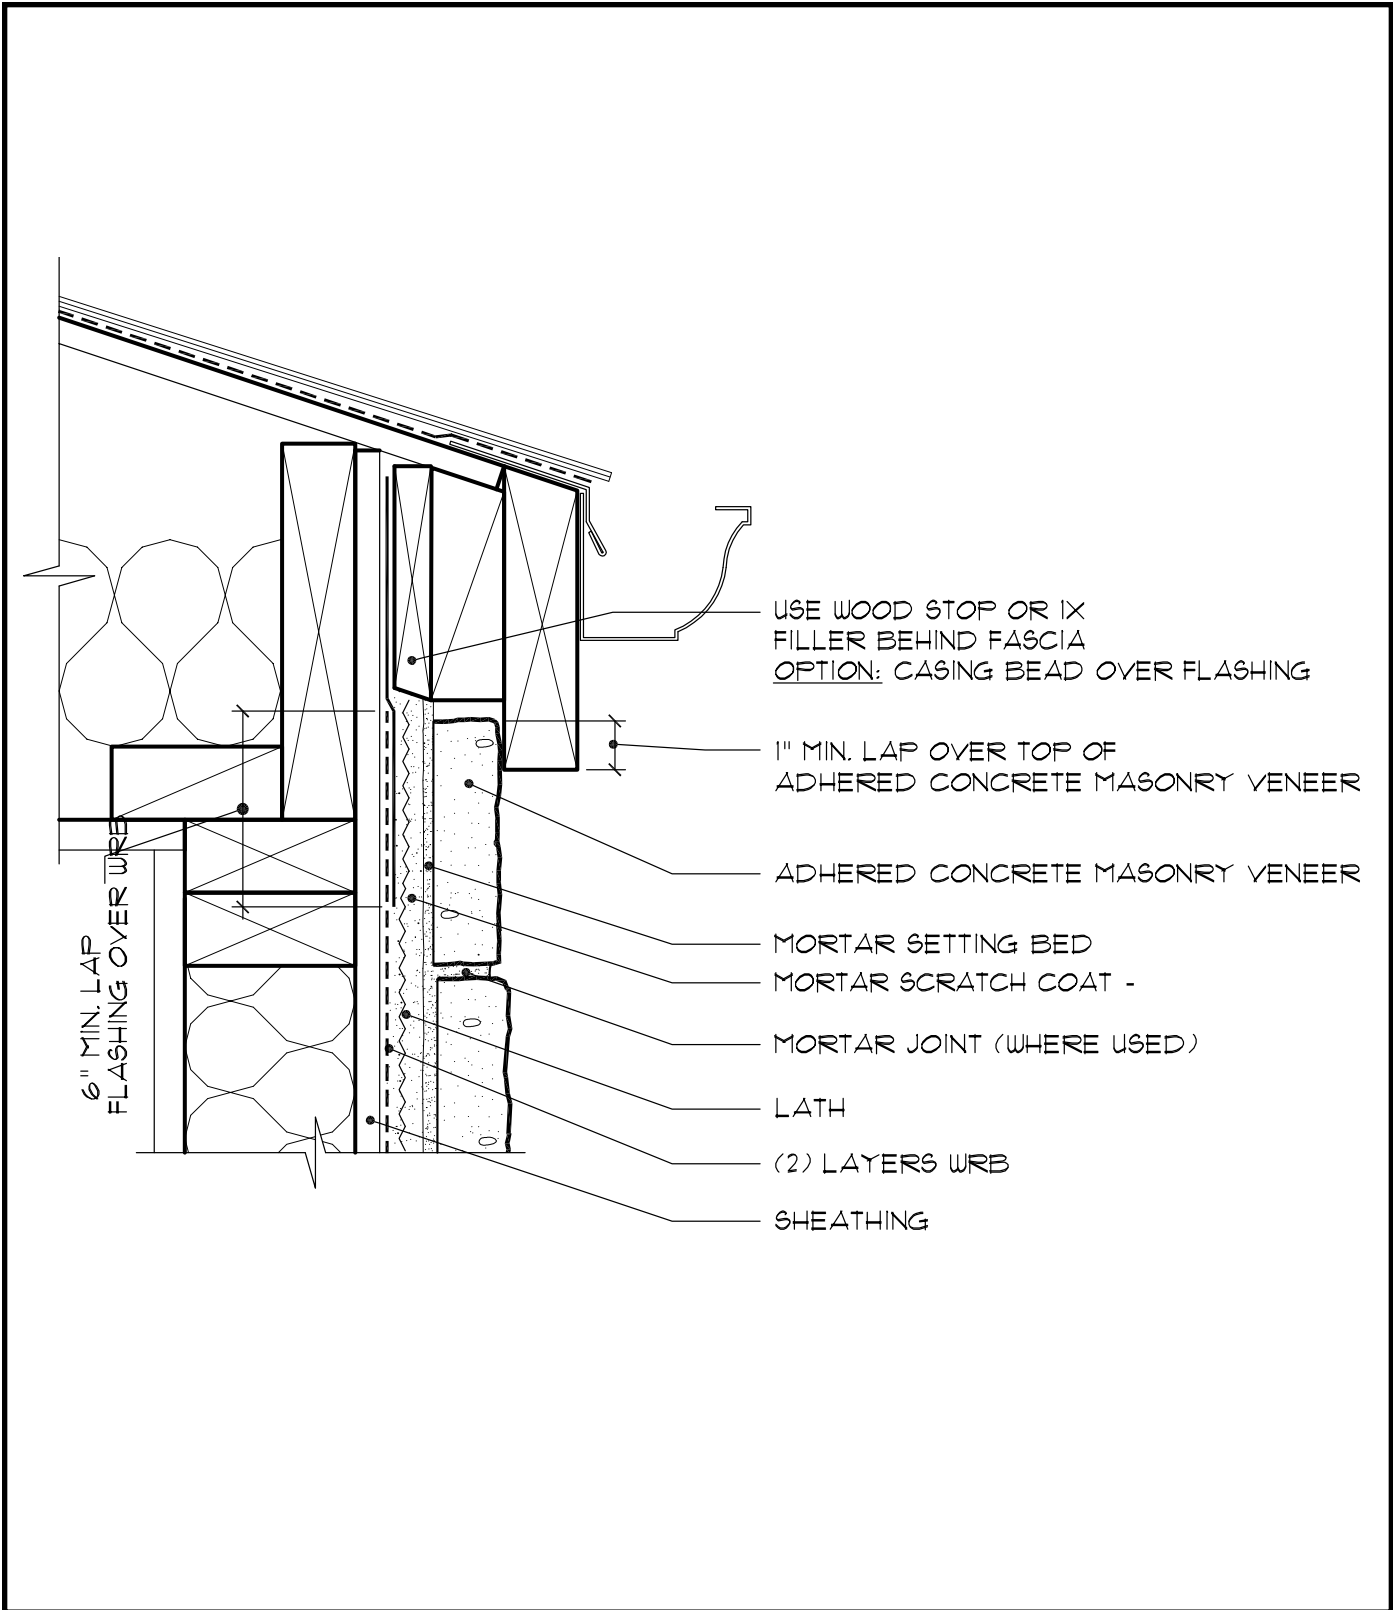 USE WOOD STOP OR 1X
FILLER BEHIND FASCIA
OPTION: CASING BEAD OVER FLASHING
1" MIN. LAP OVER TOP OF
ADHERED CONCRETE MASONRY VENEER
ADHERED CONCRETE MASONRY VENEER
MORTAR SETTING BED
MORTAR SCRATCH COAT -
MORTAR JOINT (WHERE USED)
LATH
(2) LAYERS WRB
SHEATHING
6" MIN. LAP
FLASHING OVER WRB